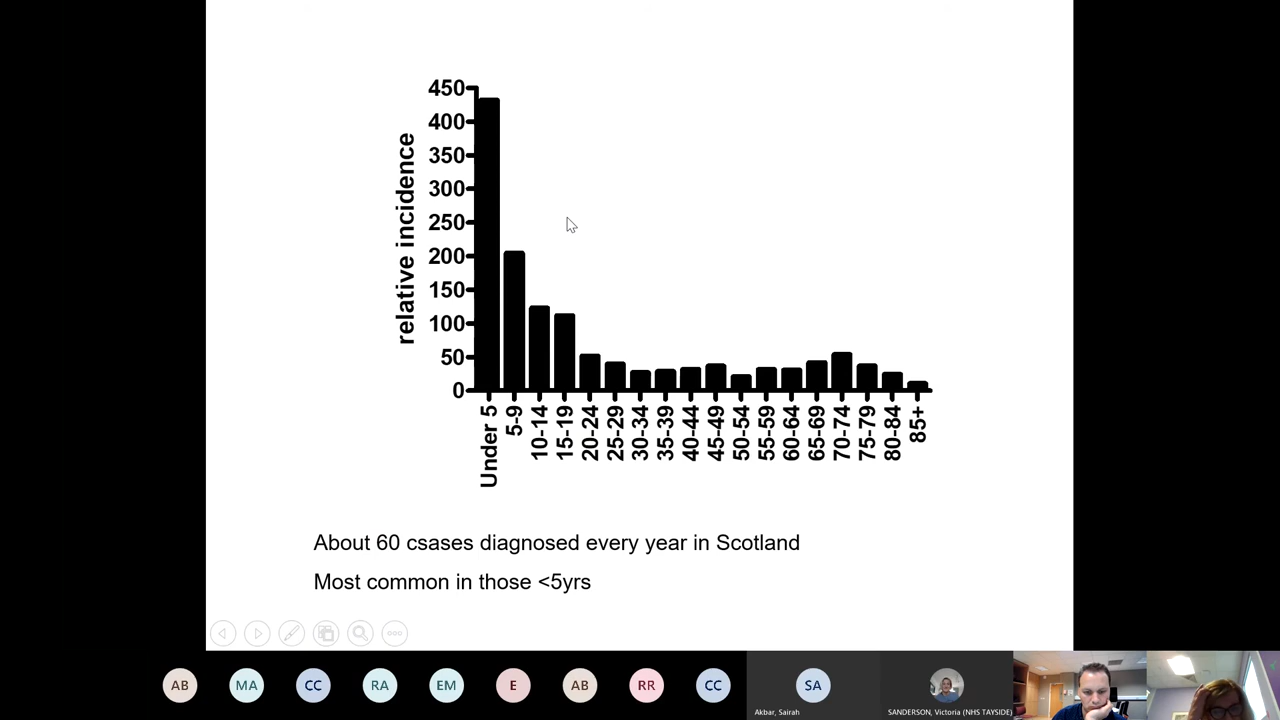 450
400
350
300
250
200
150
100
50
0
relative incidence
Under 5
5-9
10-14
15-19
20-24
25-29
30-34
35-39
40-44
45-49
50-54
55-59
60-64
65-69
70-74
75-79
80-84
85+
About 60 csases diagnosed every year in Scotland
Most common in those <5yrs
AB
MA
CC
RA
EM
E
AB
RR
CC
SA
Akbar, Sairah
SANDERSON, Victoria (NHS TAYSIDE)